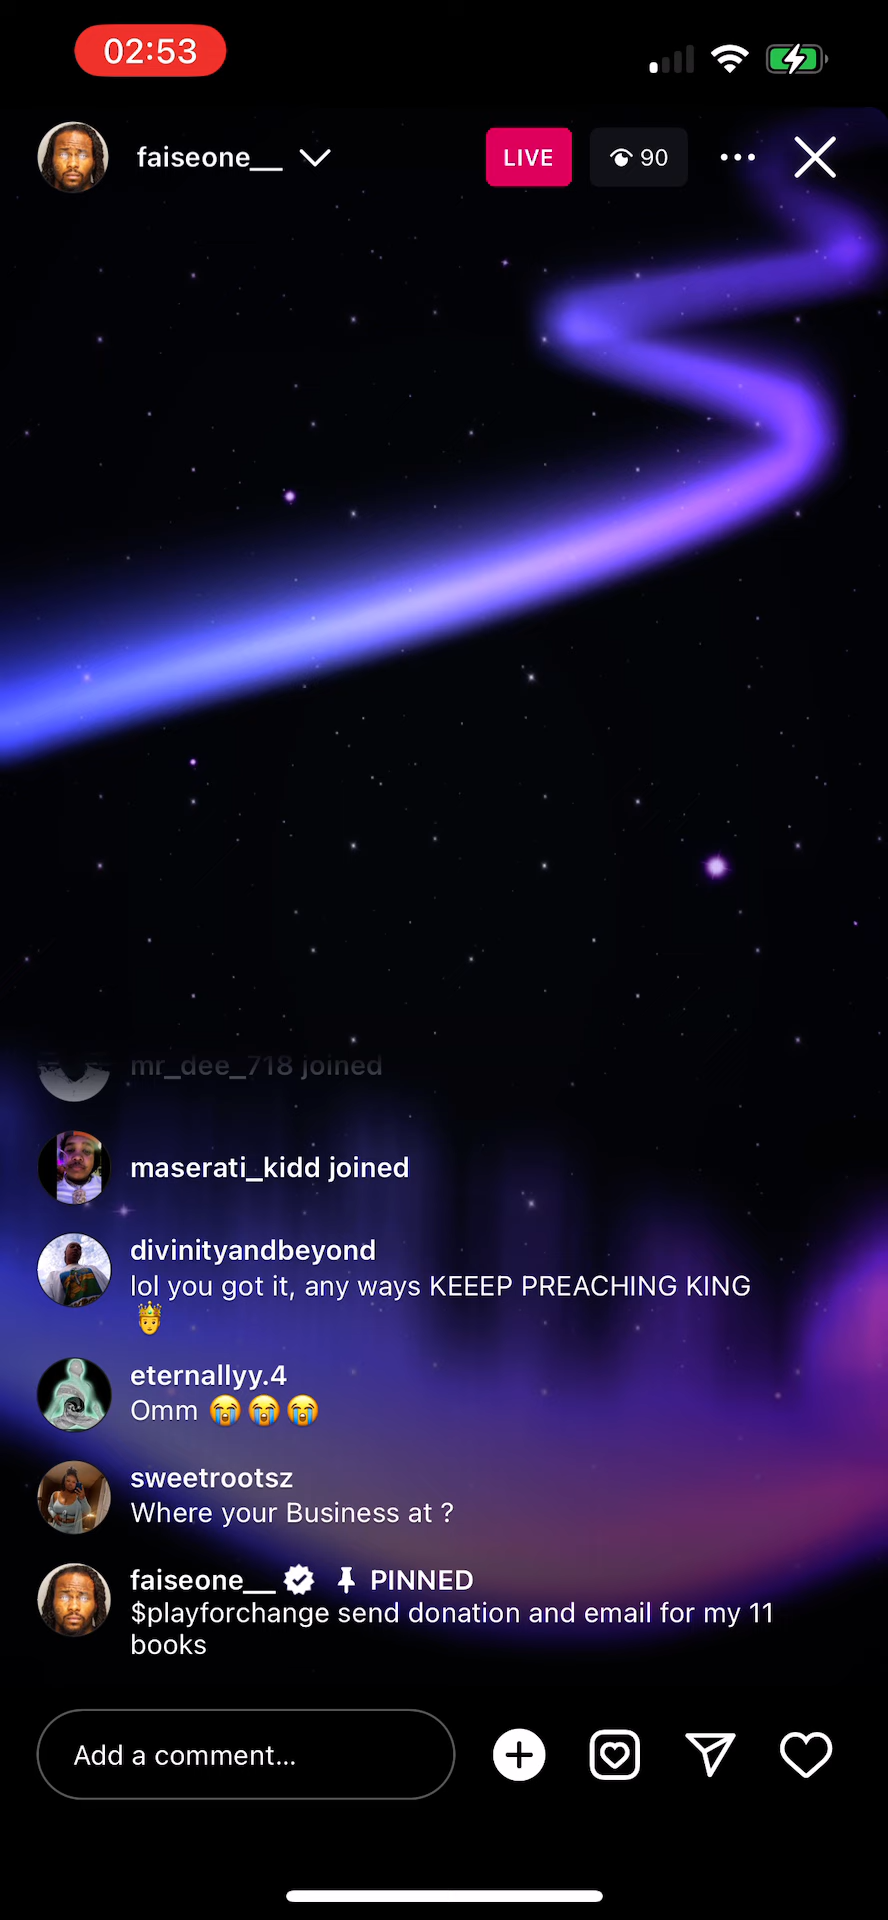 02:53
faiseone__
LIVE
90
mr_dee_718 joined
maserati_kidd joined
divinityandbeyond
lol you got it, any ways KEEEP PREACHING KING
🤴
eternallyy.4
Omm 😭😭😭
sweetrootsz
Where your Business at ?
faiseone__ PINNED
$playforchange send donation and email for my 11
books
Add a comment...